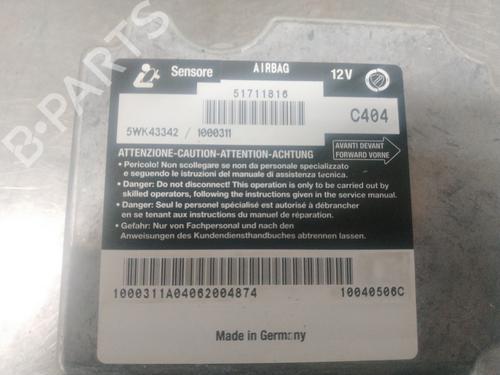 Sensore AIRBAG 12V
51711816
5WK43342 / 1000311
C404
AVANTI DEVANT
FORWARD VORNE
ATTENZIONE-CAUTION-ATTENTION-ACHTUNG
• Pericolo! Non scollegare se non da personale specializzato
e seguendo le istruzioni del manuale di assistenza tecnica.
• Danger: Do not disconnect! This operation is only to be carried out by
skilled operators, following the instructions given in the service manual.
• Danger: Seul le personel spécialisé est autorisé à débrancher
en se tenant aux instructions du manuel de réparation.
• Gefahr: Nur von Fachpersonal und nach den
Anweisungen des Kundendiensthandbuches abtrennen lassen.
1000311A04062004874
10040506C
Made in Germany
B-PARTS